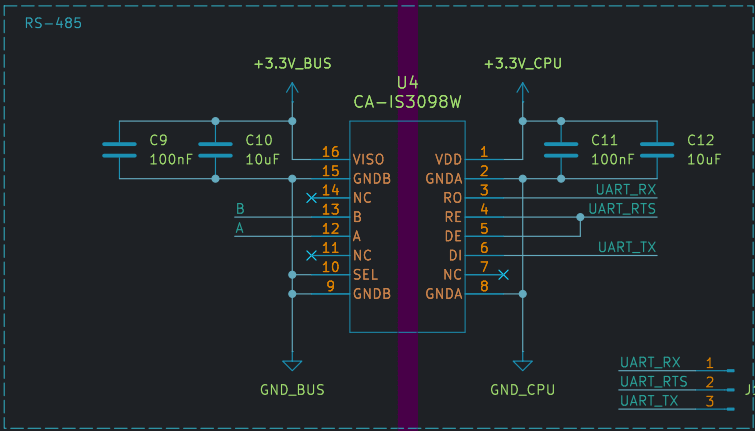 RS-485
+3.3V_BUS
+3.3V_CPU
U4
CA-IS3098W
C9
100nF
C10
10uF
C11
100nF
C12
10uF
16 VISO VDD 1
15 GNDB GNDA 2
14 NC RO 3 UART_RX
B 13 B RE 4 UART_RTS
A 12 A DE 5
11 NC DI 6 UART_TX
10 SEL NC 7
9 GNDB GNDA 8
GND_BUS
GND_CPU
UART_RX 1
UART_RTS 2
UART_TX 3